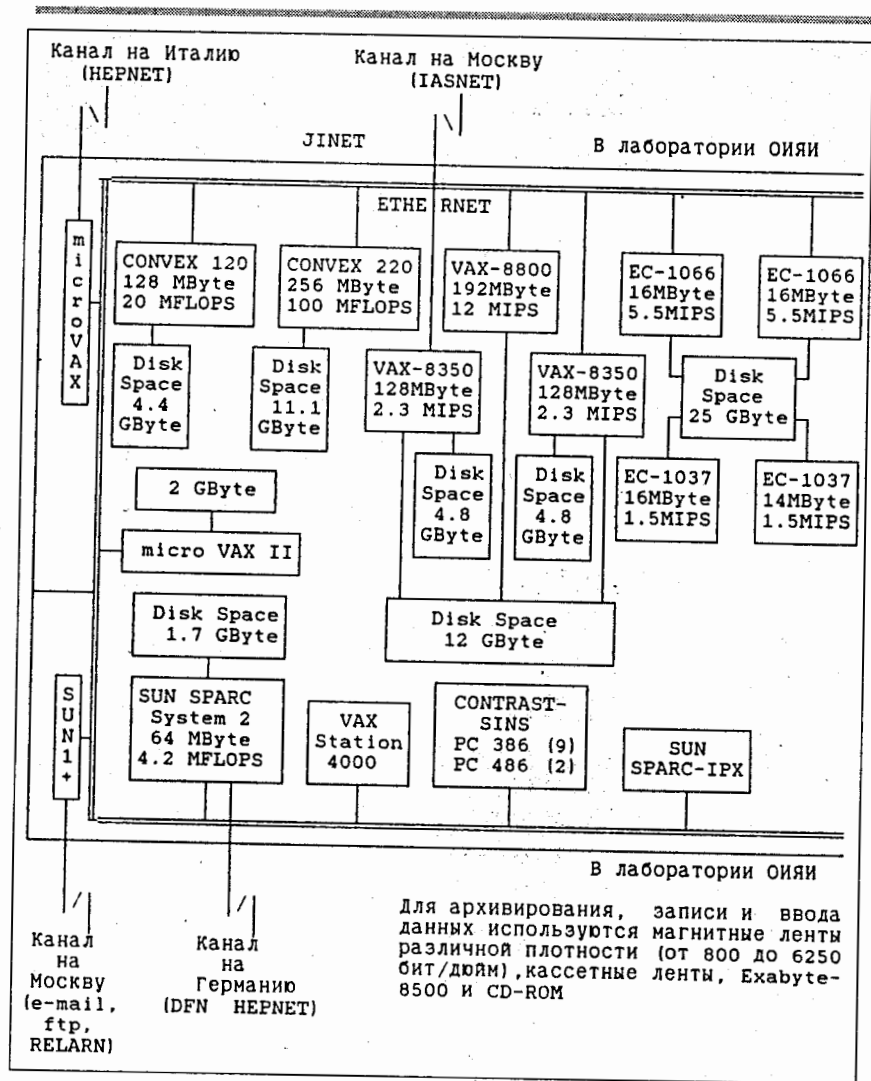 Канал на Италию
(HEPNET)
Канал на Москву
(IASNET)
JINET
В лаборатории ОИЯИ
ETHERNET
microVAX
CONVEX 120
128 MByte
20 MFLOPS
CONVEX 220
256 MByte
100 MFLOPS
VAX-8800
192MByte
12 MIPS
EC-1066
16MByte
5.5MIPS
EC-1066
16MByte
5.5MIPS
Disk
Space
4.4
GByte
Disk
Space
11.1
GByte
VAX-8350
128MByte
2.3 MIPS
VAX-8350
128MByte
2.3 MIPS
Disk
Space
25 GByte
2 GByte
Disk
Space
4.8
GByte
Disk
Space
4.8
GByte
EC-1037
16MByte
1.5MIPS
EC-1037
14MByte
1.5MIPS
micro VAX II
Disk Space
1.7 GByte
Disk Space
12 GByte
SUN1+
SUN SPARC
System 2
64 MByte
4.2 MFLOPS
VAX
Station
4000
CONTRAST-
SINS
PC 386 (9)
PC 486 (2)
SUN
SPARC-IPX
В лаборатории ОИЯИ
Канал
на
Москву
(e-mail,
ftp,
RELARN)
Канал
на
Германию
(DFN HEPNET)
Для архивирования, записи и ввода
данных используются магнитные ленты
различной плотности (от 800 до 6250
бит/дюйм),кассетные ленты, Exabyte-
8500 и CD-ROM